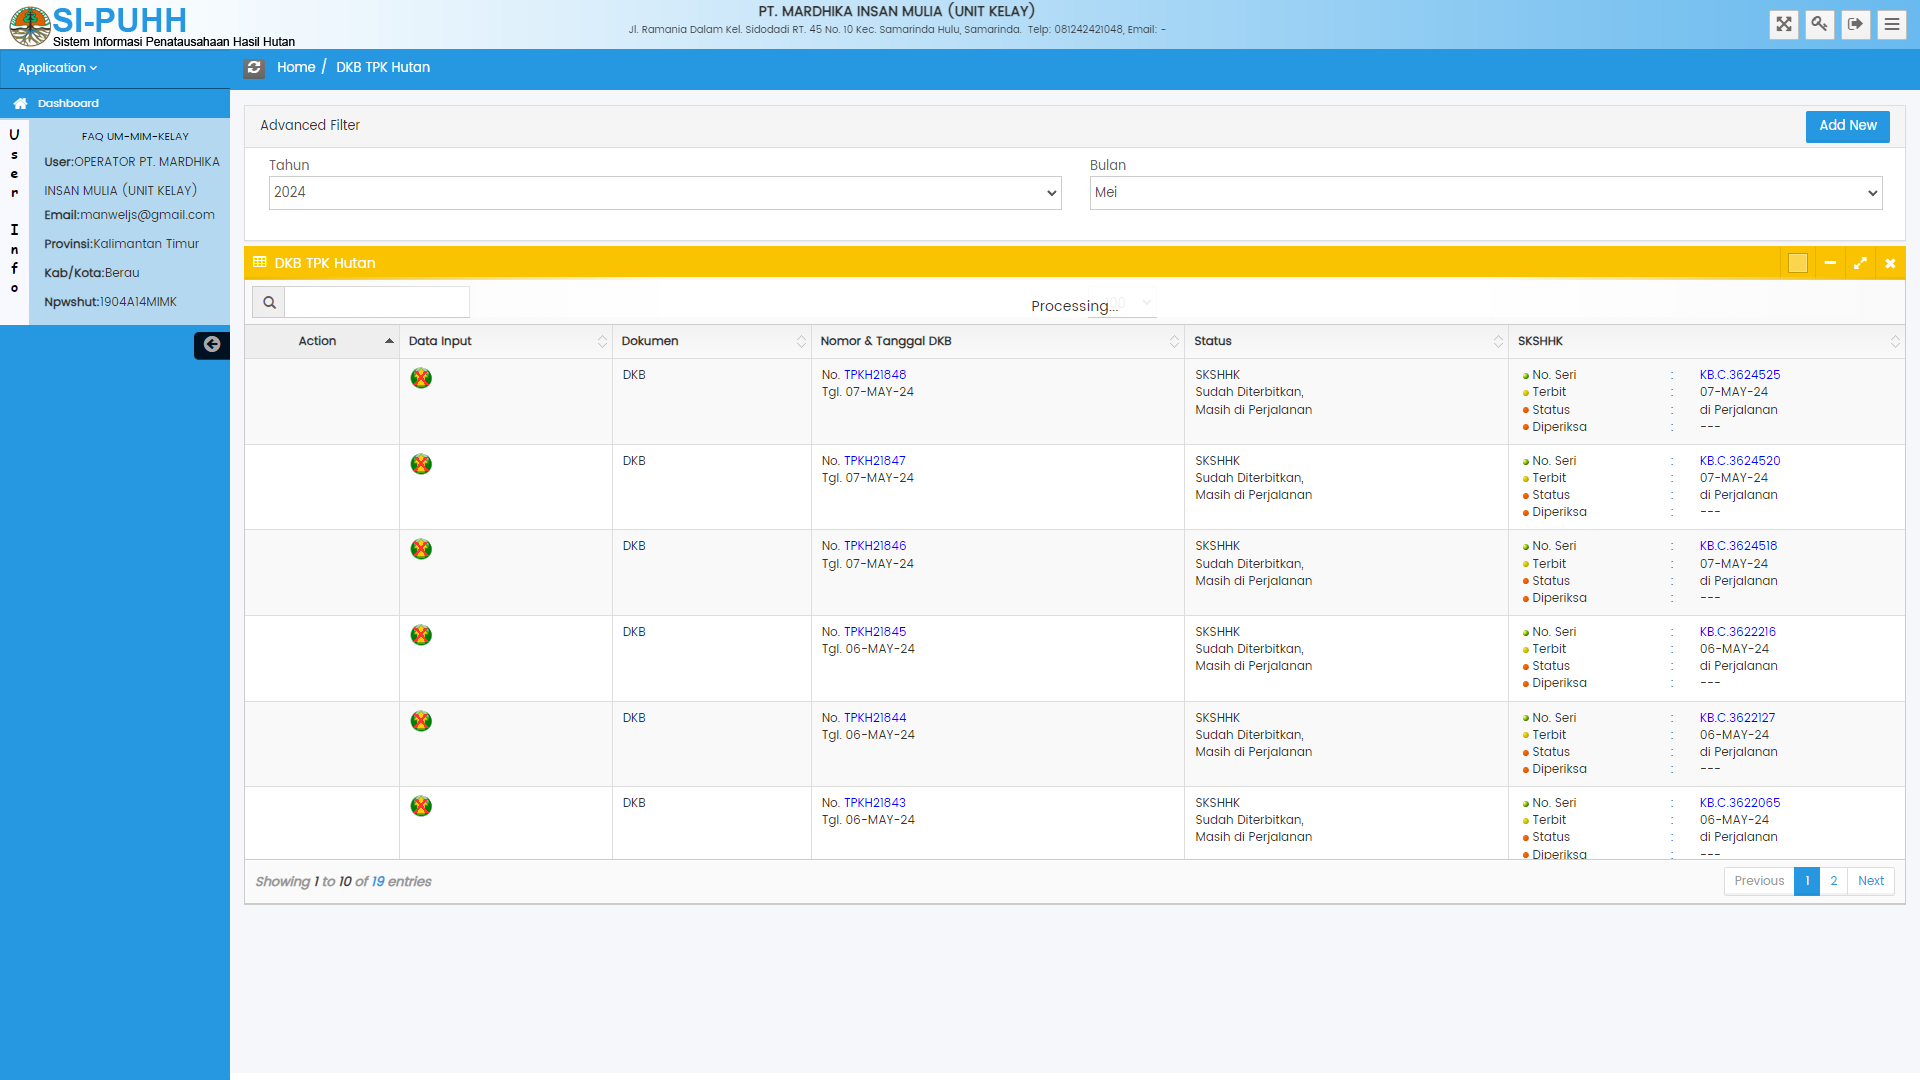 SI-PUHH
Sistem Informasi Penatausahaan Hasil Hutan
PT. MARDHIKA INSAN MULIA (UNIT KELAY)
Jl. Ramania Dalam Kel. Sidodadi RT. 45 No. 10 Kec. Samarinda Hulu, Samarinda. Telp: 081242421048, Email: -
Application
Home / DKB TPK Hutan
Dashboard
User Info
FAQ UM-MIM-KELAY
User:OPERATOR PT. MARDHIKA
INSAN MULIA (UNIT KELAY)
Email:manweljs@gmail.com
Provinsi:Kalimantan Timur
Kab/Kota:Berau
Npwshut:1904A14MIMK
Advanced Filter
Add New
Tahun
2024
Bulan
Mei
DKB TPK Hutan
Processing...
Action Data Input Dokumen Nomor & Tanggal DKB Status SKSHHK
DKB No. TPKH21848 SKSHHK No. Seri : KB.C.3624525
Tgl. 07-MAY-24 Sudah Diterbitkan, Terbit : 07-MAY-24
Masih di Perjalanan Status : di Perjalanan
Diperiksa : ---
DKB No. TPKH21847 SKSHHK No. Seri : KB.C.3624520
Tgl. 07-MAY-24 Sudah Diterbitkan, Terbit : 07-MAY-24
Masih di Perjalanan Status : di Perjalanan
Diperiksa : ---
DKB No. TPKH21846 SKSHHK No. Seri : KB.C.3624518
Tgl. 07-MAY-24 Sudah Diterbitkan, Terbit : 07-MAY-24
Masih di Perjalanan Status : di Perjalanan
Diperiksa : ---
DKB No. TPKH21845 SKSHHK No. Seri : KB.C.3622216
Tgl. 06-MAY-24 Sudah Diterbitkan, Terbit : 06-MAY-24
Masih di Perjalanan Status : di Perjalanan
Diperiksa : ---
DKB No. TPKH21844 SKSHHK No. Seri : KB.C.3622127
Tgl. 06-MAY-24 Sudah Diterbitkan, Terbit : 06-MAY-24
Masih di Perjalanan Status : di Perjalanan
Diperiksa : ---
DKB No. TPKH21843 SKSHHK No. Seri : KB.C.3622065
Tgl. 06-MAY-24 Sudah Diterbitkan, Terbit : 06-MAY-24
Masih di Perjalanan Status : di Perjalanan
Diperiksa : ---
Showing 1 to 10 of 19 entries
Previous 1 2 Next